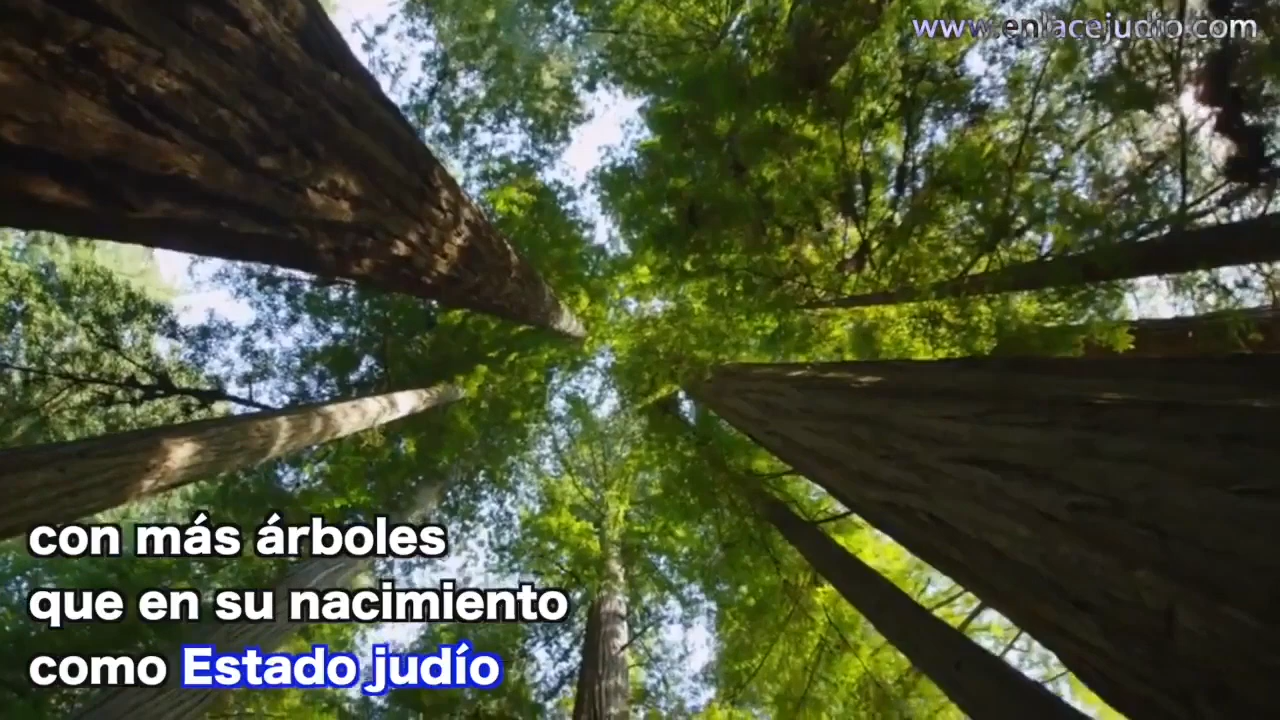 www.enlacejudio.com
con más árboles
que en su nacimiento
como Estado judío